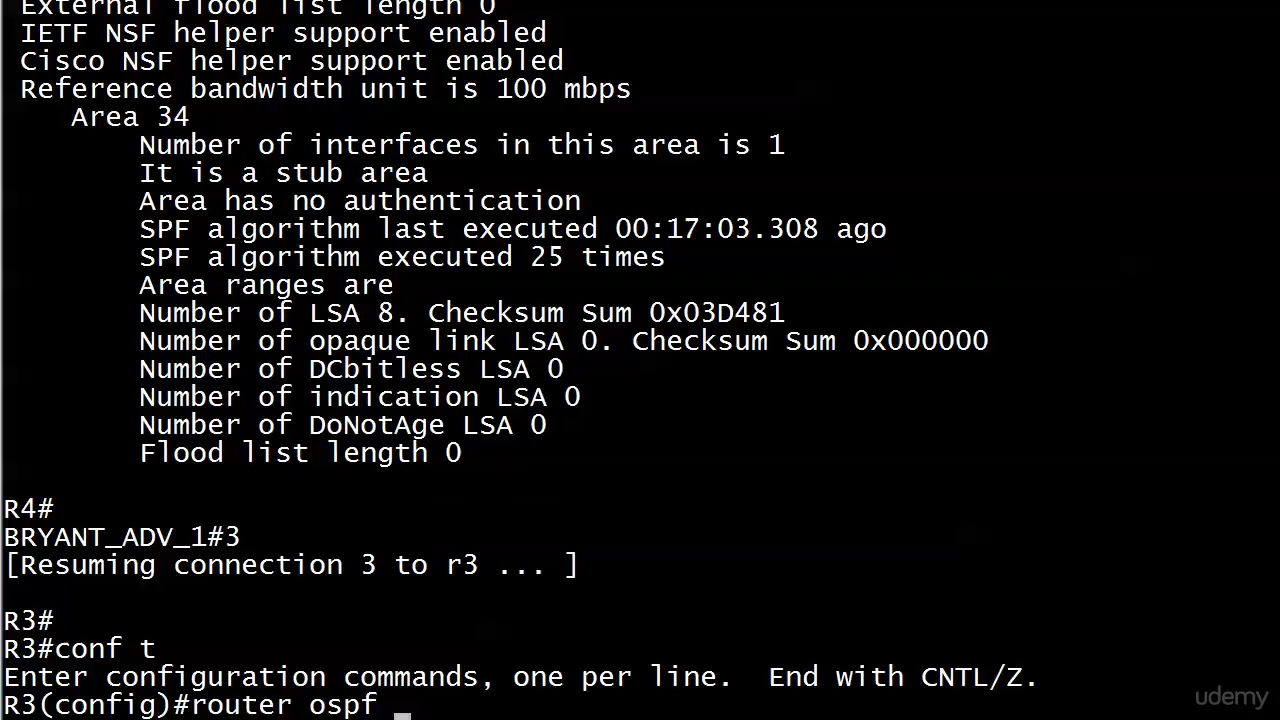 External flood list length 0
IETF NSF helper support enabled
Cisco NSF helper support enabled
Reference bandwidth unit is 100 mbps
Area 34
Number of interfaces in this area is 1
It is a stub area
Area has no authentication
SPF algorithm last executed 00:17:03.308 ago
SPF algorithm executed 25 times
Area ranges are
Number of LSA 8. Checksum Sum 0x03D481
Number of opaque link LSA 0. Checksum Sum 0x000000
Number of DCbitless LSA 0
Number of indication LSA 0
Number of DoNotAge LSA 0
Flood list length 0
R4#
BRYANT_ADV_1#3
[Resuming connection 3 to r3 ... ]
R3#
R3#conf t
Enter configuration commands, one per line.  End with CNTL/Z.
R3(config)#router ospf
udemy